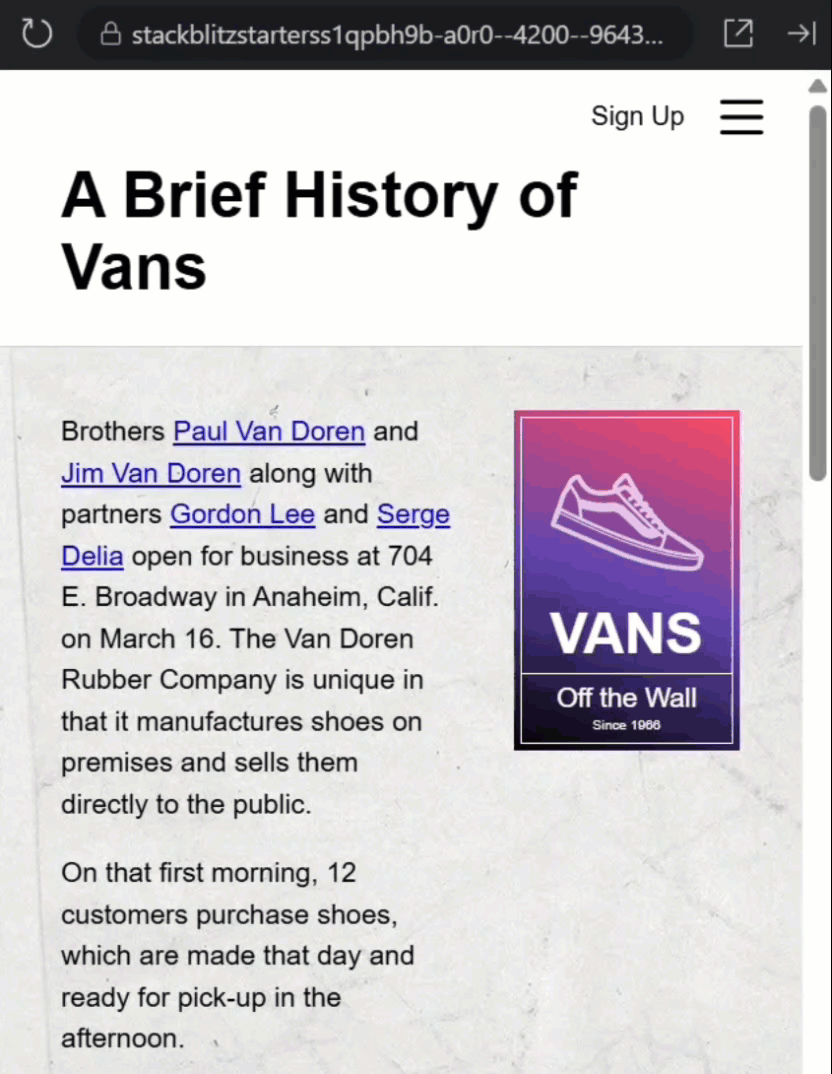 stackblitzstarterss1qpbh9b-a0r0--4200--9643...
Sign Up
A Brief History of
Vans
Brothers Paul Van Doren and
Jim Van Doren along with
partners Gordon Lee and Serge
Delia open for business at 704
E. Broadway in Anaheim, Calif.
on March 16. The Van Doren
Rubber Company is unique in
that it manufactures shoes on
premises and sells them
directly to the public.
On that first morning, 12
customers purchase shoes,
which are made that day and
ready for pick-up in the
afternoon.
VANS
Off the Wall
Since 1966